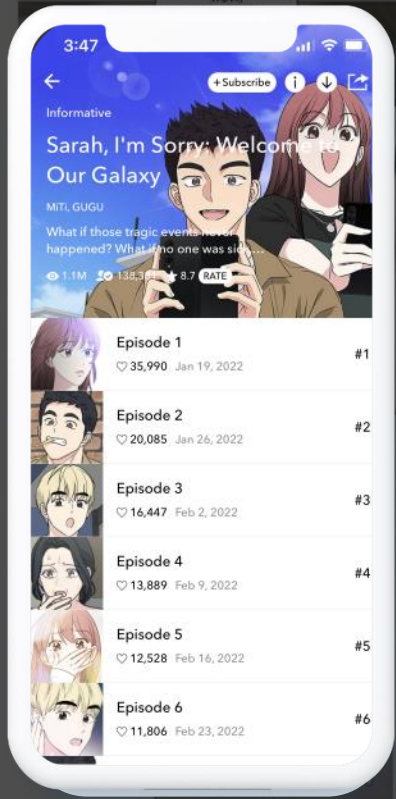 3:47
+Subscribe
Informative
Sarah, I'm Sorry: Welcome to
Our Galaxy
MiTi, GUGU
What if those tragic events never
happened? What if no one was
1.1M 8.7 RATE
Episode 1
35,990 Jan 19, 2022
#1
Episode 2
20,085 Jan 26, 2022
#2
Episode 3
16,447 Feb 2, 2022
#3
Episode 4
13,889 Feb 9, 2022
#4
Episode 5
12,528 Feb 16, 2022
#5
Episode 6
11,806 Feb 23, 2022
#6